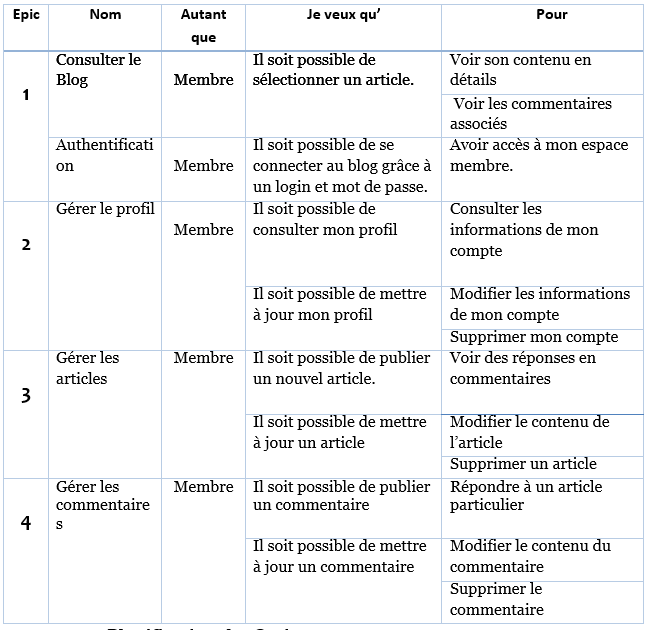 Epic Nom Autant que Je veux qu’ Pour
1
Consulter le
Blog
Membre
Il soit possible de
sélectionner un article.
Voir son contenu en
détails
Voir les commentaires
associés
Authentificati
on
Membre
Il soit possible de se
connecter au blog grâce à
un login et mot de passe.
Avoir accès à mon espace
membre.
2
Gérer le profil
Membre
Il soit possible de
consulter mon profil
Consulter les
informations de mon
compte
Il soit possible de mettre
à jour mon profil
Modifier les informations
de mon compte
Supprimer mon compte
3
Gérer les
articles
Membre
Il soit possible de publier
un nouvel article.
Voir des réponses en
commentaires
Il soit possible de mettre
à jour un article
Modifier le contenu de
l’article
Supprimer un article
4
Gérer les
commentaire
s
Membre
Il soit possible de publier
un commentaire
Répondre à un article
particulier
Il soit possible de mettre
à jour un commentaire
Modifier le contenu du
commentaire
Supprimer le
commentaire